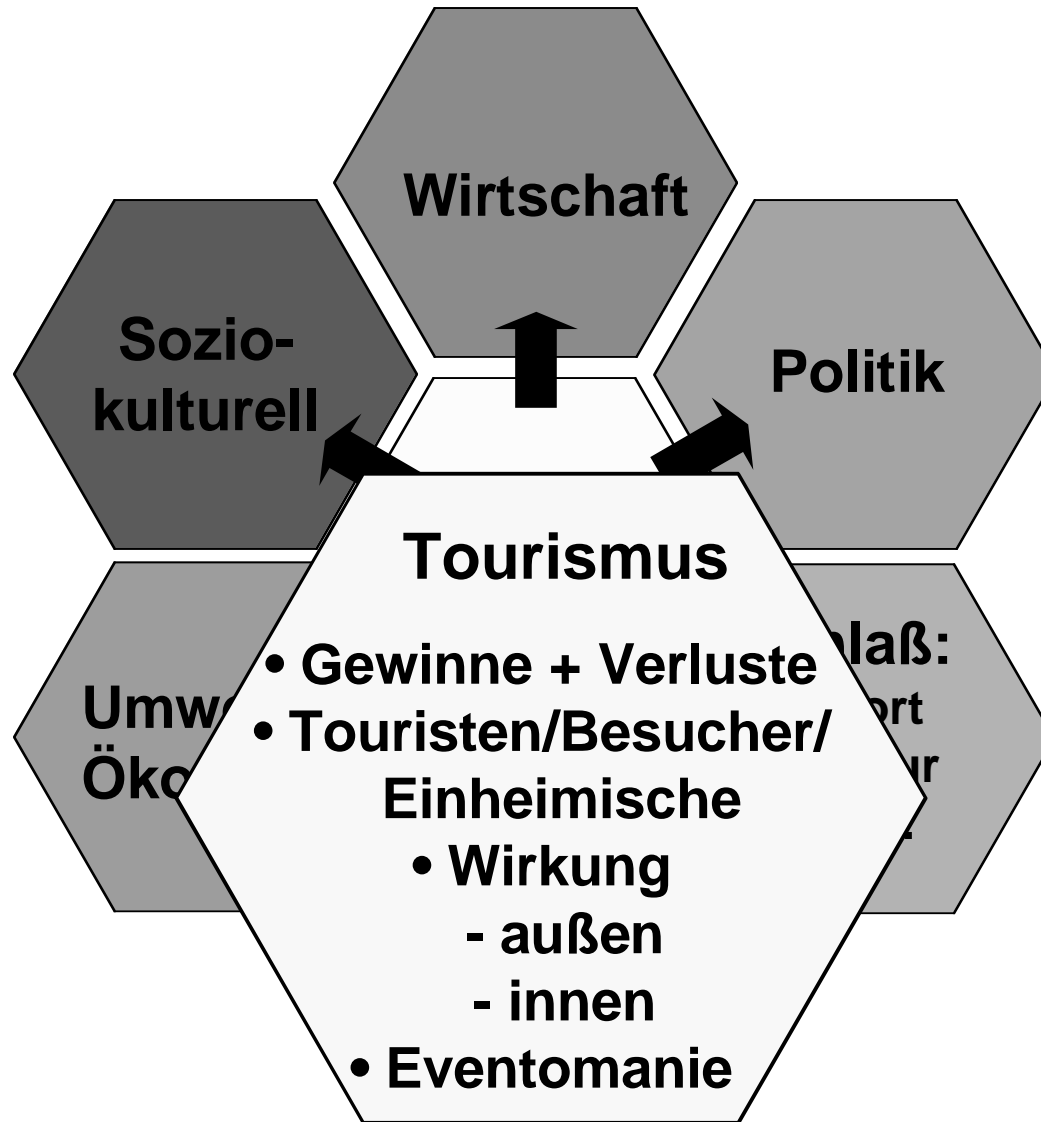 Wirtschaft
Sozio-
kulturell
Politik
Tourismus
• Gewinne + Verluste
• Touristen/Besucher/
Einheimische
• Wirkung
- außen
- innen
• Eventomanie